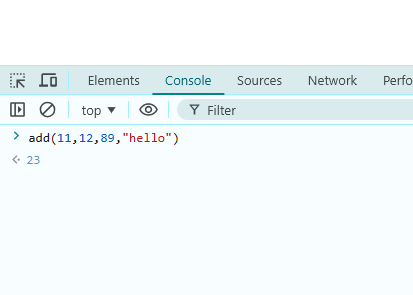 Elements Console Sources Network Perfo
top Filter
add(11,12,89,"hello")
23